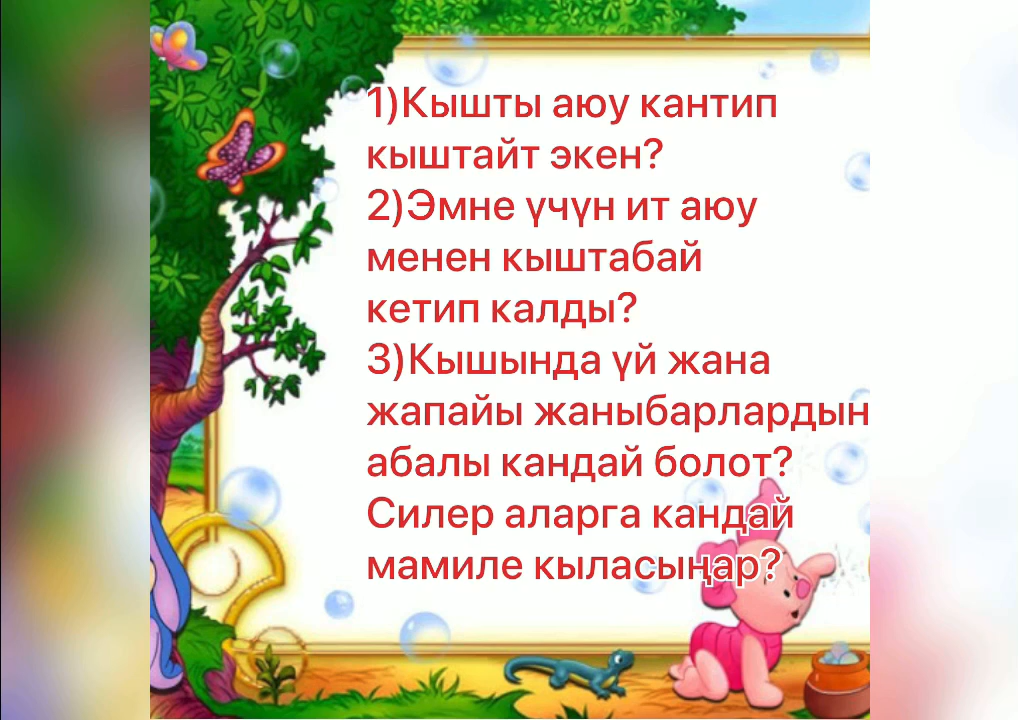 1)Кышты аюу кантип
кыштайт экен?
2)Эмне үчүн ит аюу
менен кыштабай
кетип калды?
3)Кышында үй жана
жапайы жаныбарлардын
абалы кандай болот?
Силер аларга кандай
мамиле кыласыңар?